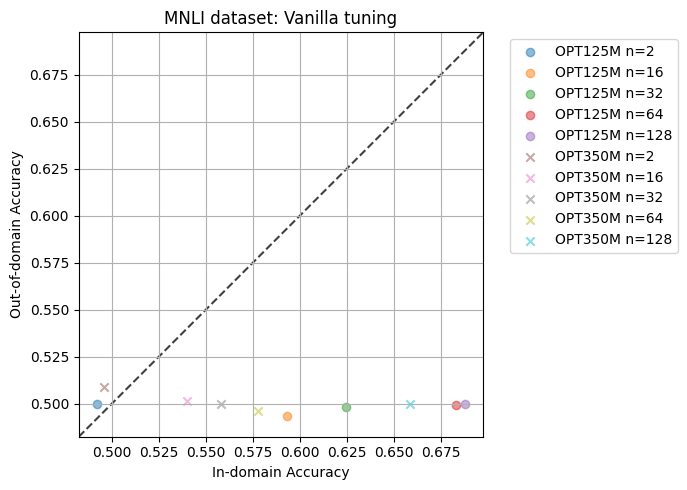 MNLI dataset: Vanilla tuning
Out-of-domain Accuracy
0.675
0.650
0.625
0.600
0.575
0.550
0.525
0.500
0.500 0.525 0.550 0.575 0.600 0.625 0.650 0.675
In-domain Accuracy
OPT125M n=2
OPT125M n=16
OPT125M n=32
OPT125M n=64
OPT125M n=128
OPT350M n=2
OPT350M n=16
OPT350M n=32
OPT350M n=64
OPT350M n=128